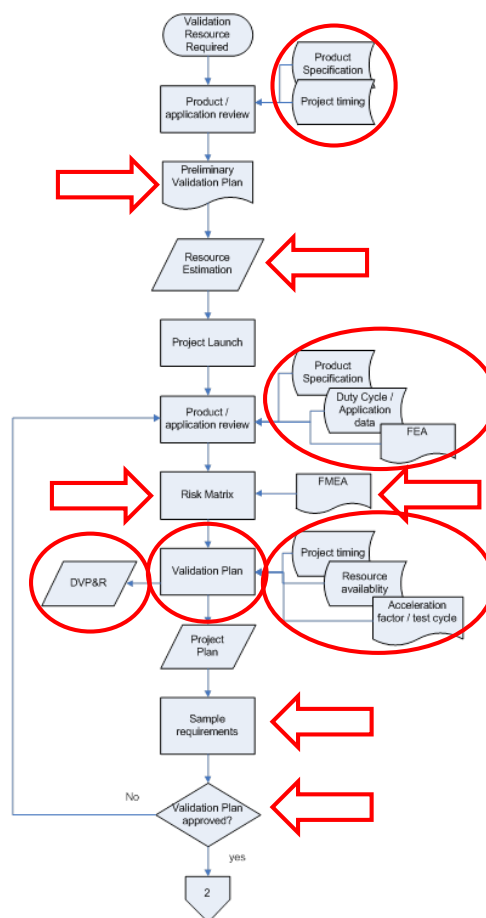 Validation
Resource
Required
Product
Specification
Project timing
Product /
application review
Preliminary
Validation Plan
Resource
Estimation
Project Launch
Product
Specification
Duty Cycle /
Application
data
FEA
Product /
application review
Risk Matrix
FMEA
Project timing
Resource
availablity
Acceleration
factor / test cycle
Validation Plan
DVP&R
Project
Plan
Sample
requirements
Validation Plan
approved?
No
yes
2